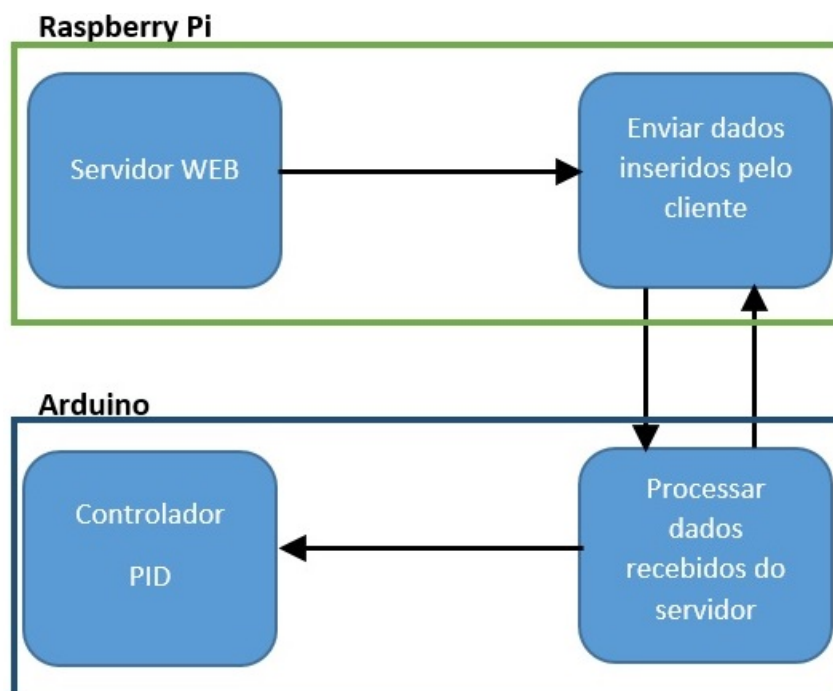 Raspberry Pi
Servidor WEB
Enviar dados
inseridos pelo
cliente
Arduino
Controlador
PID
Processar
dados
recebidos do
servidor